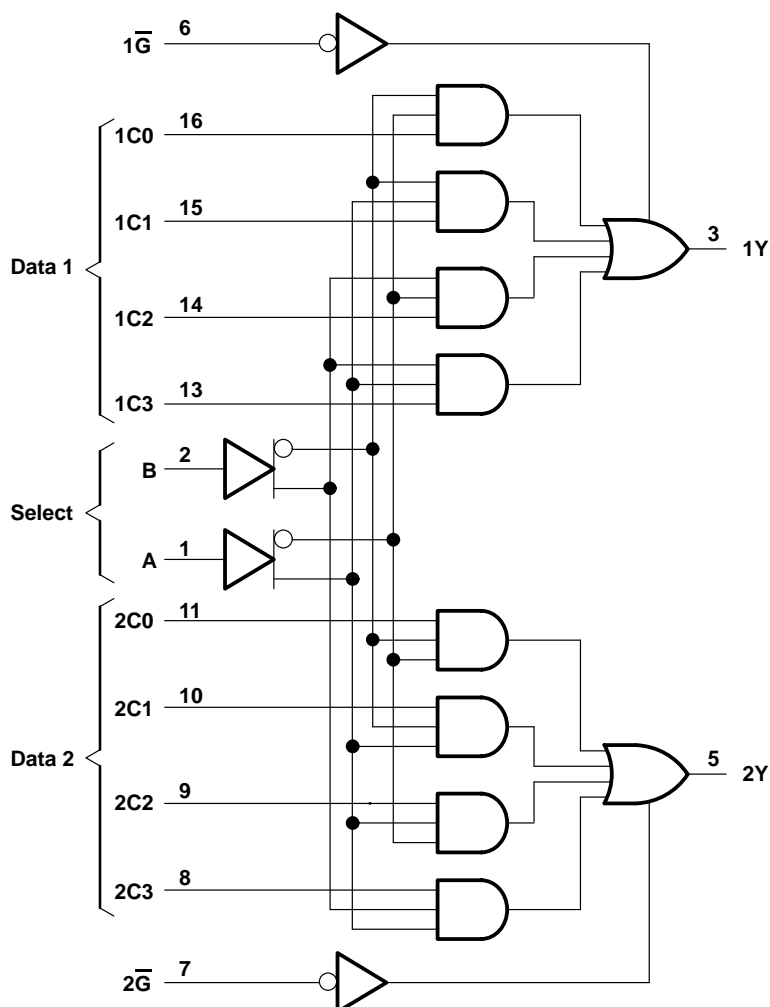 1G̅ 6
1C0 16
1C1 15
Data 1
3 1Y
1C2 14
1C3 13
B 2
Select
A 1
2C0 11
2C1 10
Data 2
5 2Y
2C2 9
2C3 8
2G̅ 7